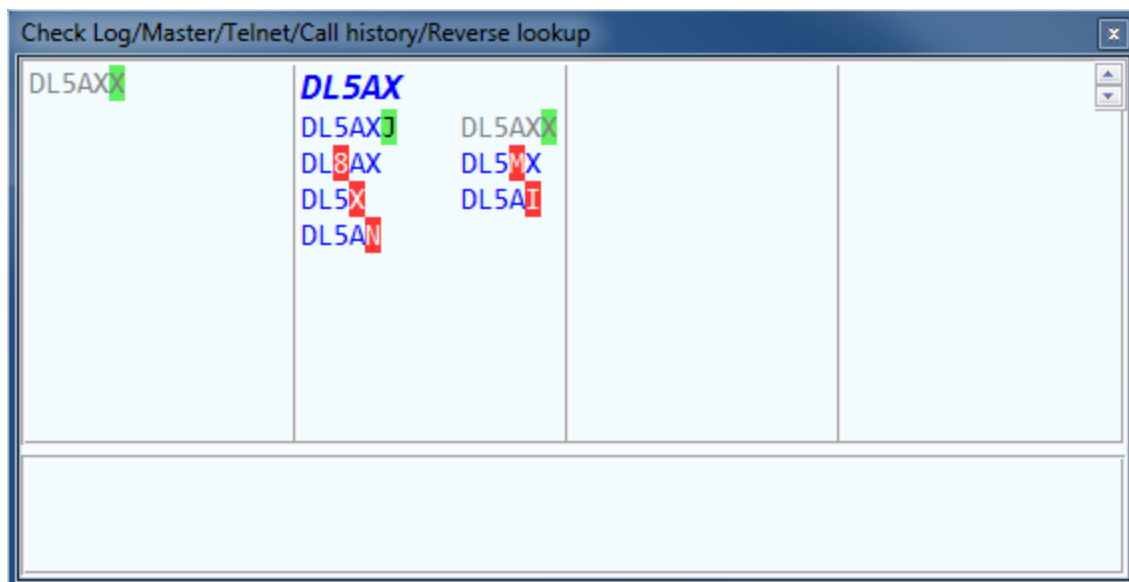 Check Log/Master/Telnet/Call history/Reverse lookup
x
DL5AXX
DL5AX
DL5AXJ DL5AXX
DL8AX DL5MX
DL5X DL5AI
DL5AN